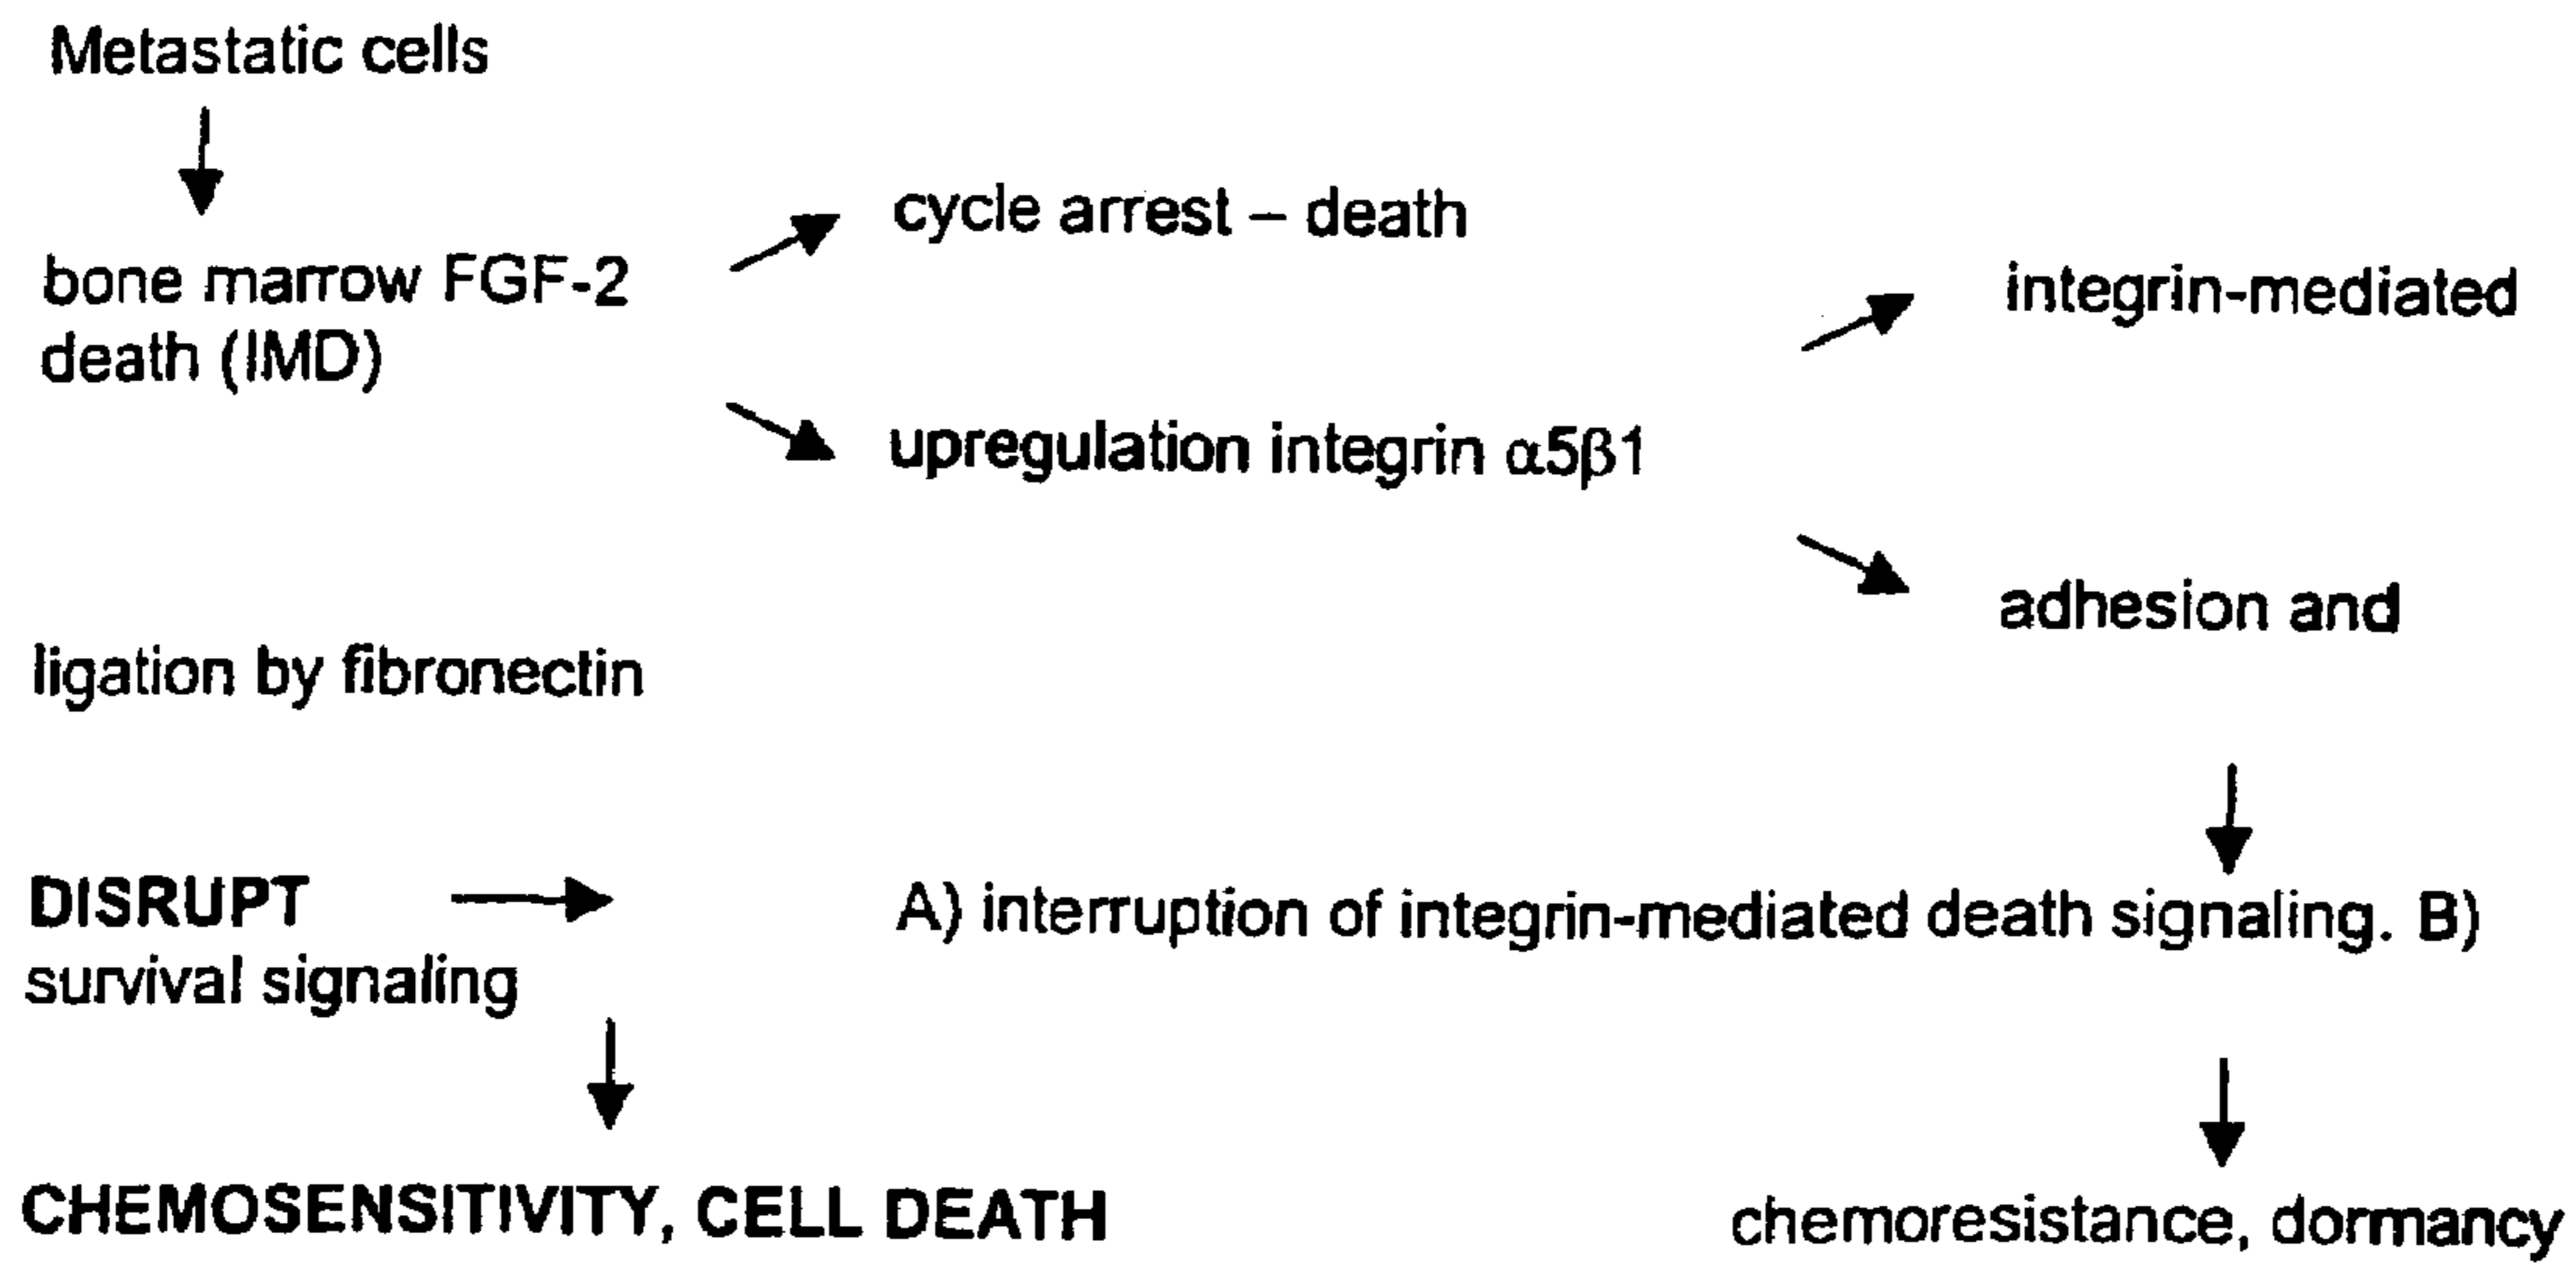 Metastatic cells
cycle arrest – death
bone marrow FGF-2
integrin-mediated
death (IMD)
upregulation integrin α5β1
adhesion and
ligation by fibronectin
DISRUPT
A) interruption of integrin-mediated death signaling. B)
survival signaling
CHEMOSENSITIVITY, CELL DEATH
chemoresistance, dormancy